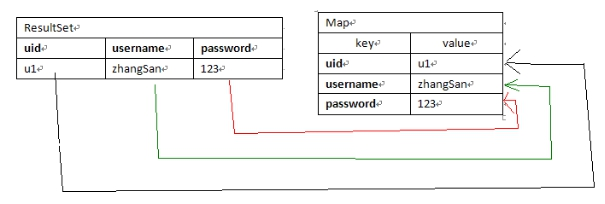 ResultSet
uid username password
u1 zhangSan 123
Map
key value
uid u1
username zhangSan
password 123